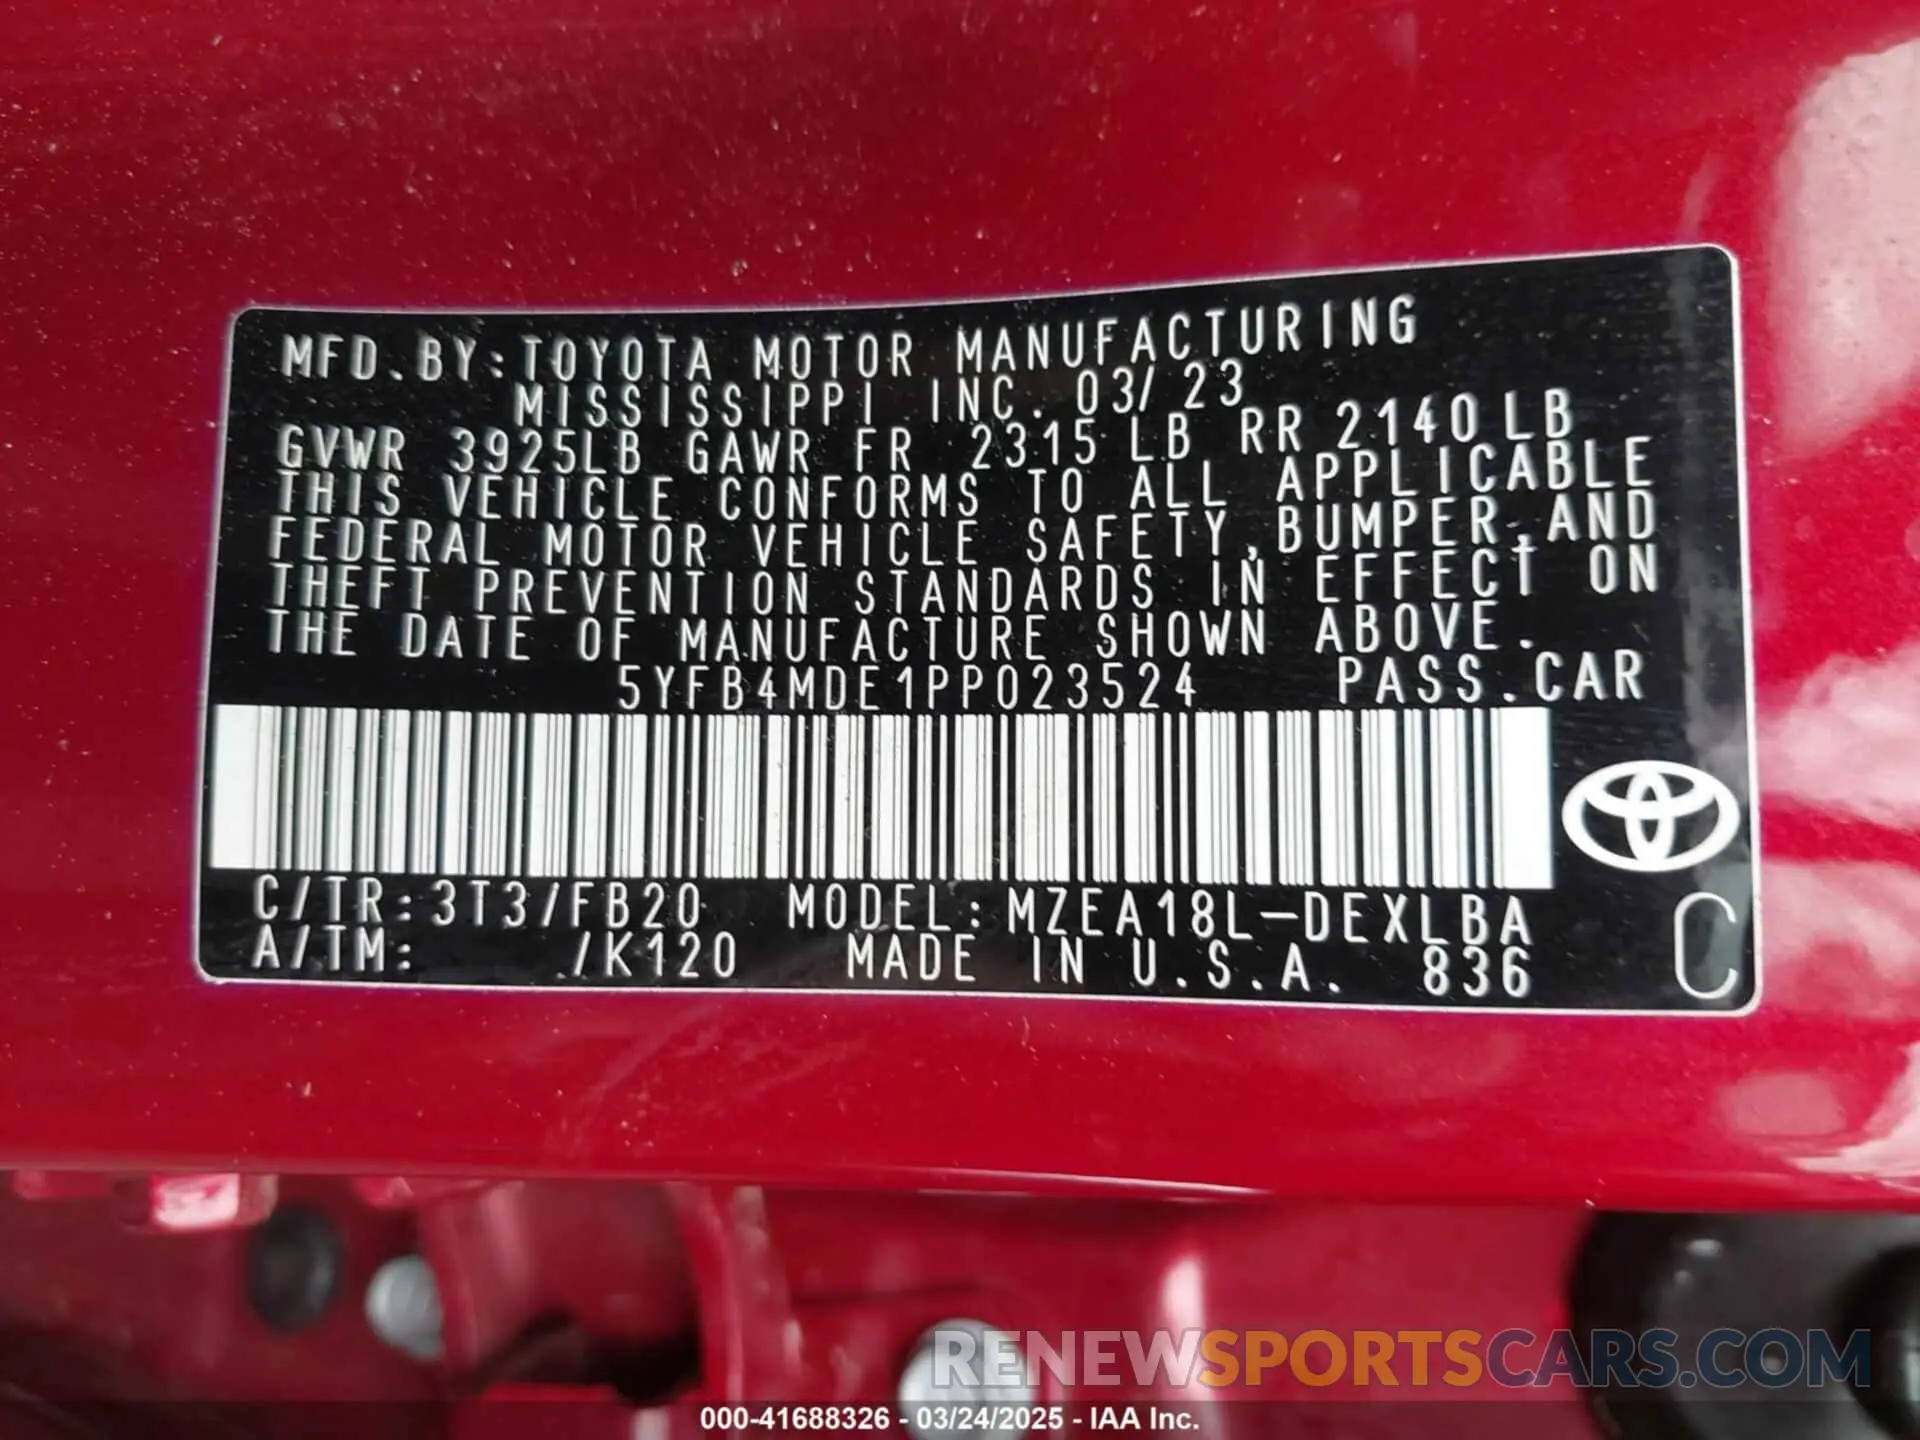 MFD.BY:TOYOTA MOTOR MANUFACTURING
MISSISSIPPI INC. 03/23
GVWR 3925LB GAWR FR 2315LB RR 2140LB
THIS VEHICLE CONFORMS TO ALL APPLICABLE
FEDERAL MOTOR VEHICLE SAFETY,BUMPER,AND
THEFT PREVENTION STANDARDS IN EFFECT ON
THE DATE OF MANUFACTURE SHOWN ABOVE.
5YFB4MDE1PP023524 PASS.CAR
C/TR:3T3/FB20 MODEL:MZEA18L-DEXLBA
A/TM: /K120 MADE IN U.S.A. 836
C
RENEWSPORTSCARS.COM
000-41688326 - 03/24/2025 - IAA Inc.